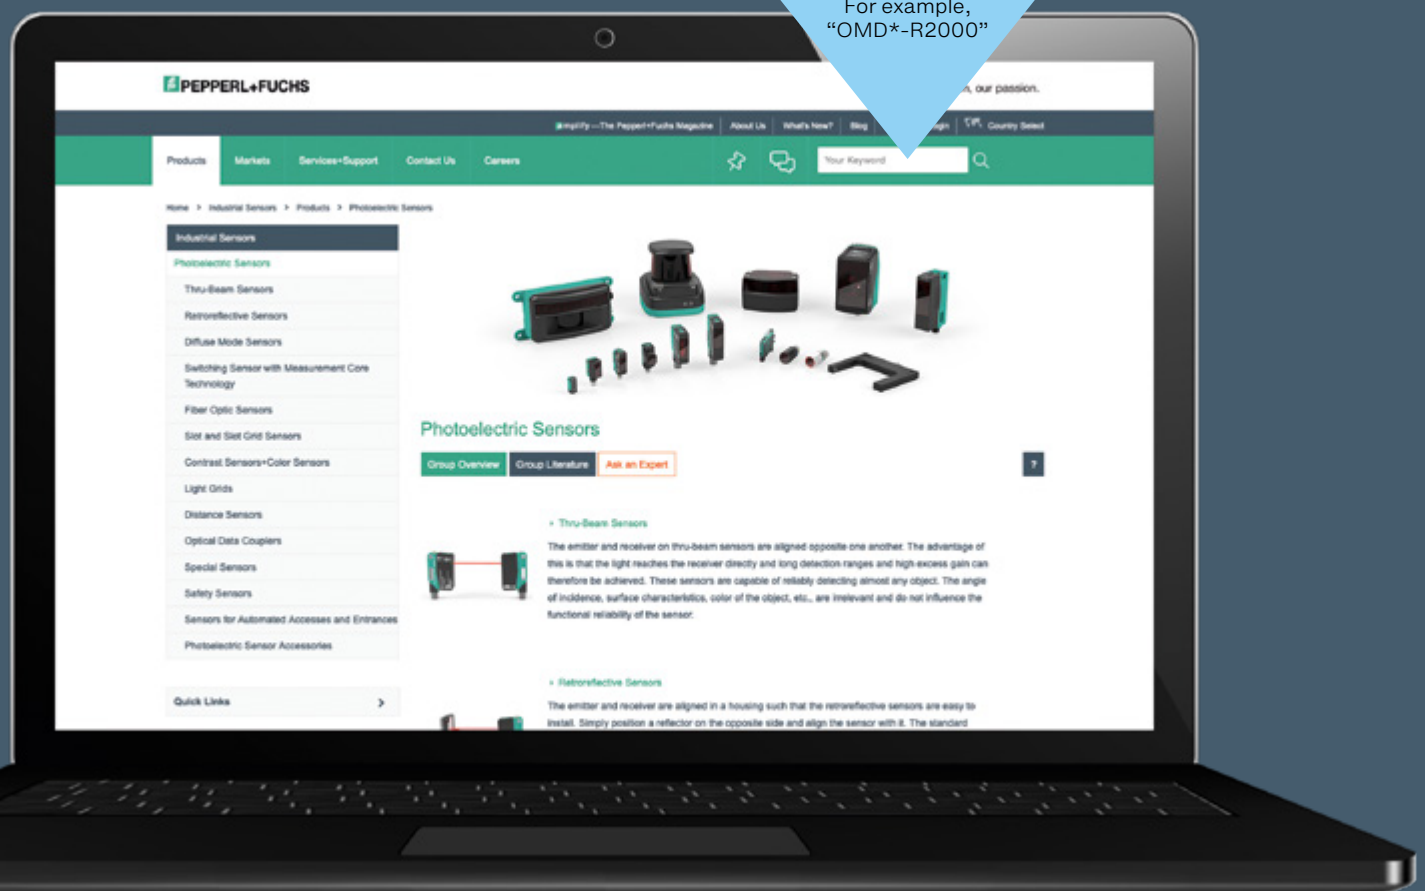 For example,
“OMD*-R2000”
PEPPERL+FUCHS
, our passion.
mplify—The Pepperl+Fuchs Magazine
About Us
What's New?
Blog
Country Select
Products
Markets
Services+Support
Contact Us
Careers
Your Keyword
Home > Industrial Sensors > Products > Photoelectric Sensors
Industrial Sensors
Photoelectric Sensors
Thru-Beam Sensors
Retroreflective Sensors
Diffuse Mode Sensors
Switching Sensor with Measurement Core
Technology
Fiber Optic Sensors
Slot and Slot Grid Sensors
Contrast Sensors+Color Sensors
Light Grids
Distance Sensors
Optical Data Couplers
Special Sensors
Safety Sensors
Sensors for Automated Accesses and Entrances
Photoelectric Sensor Accessories
Quick Links >
Photoelectric Sensors
Group Overview
Group Literature
Ask an Expert
?
› Thru-Beam Sensors
The emitter and receiver on thru-beam sensors are aligned opposite one another. The advantage of
this is that the light reaches the receiver directly and long detection ranges and high excess gain can
therefore be achieved. These sensors are capable of reliably detecting almost any object. The angle
of incidence, surface characteristics, color of the object, etc., are irrelevant and do not influence the
functional reliability of the sensor.
› Retroreflective Sensors
The emitter and receiver are aligned in a housing such that the retroreflective sensors are easy to
install. Simply position a reflector on the opposite side and align the sensor with it. The standard